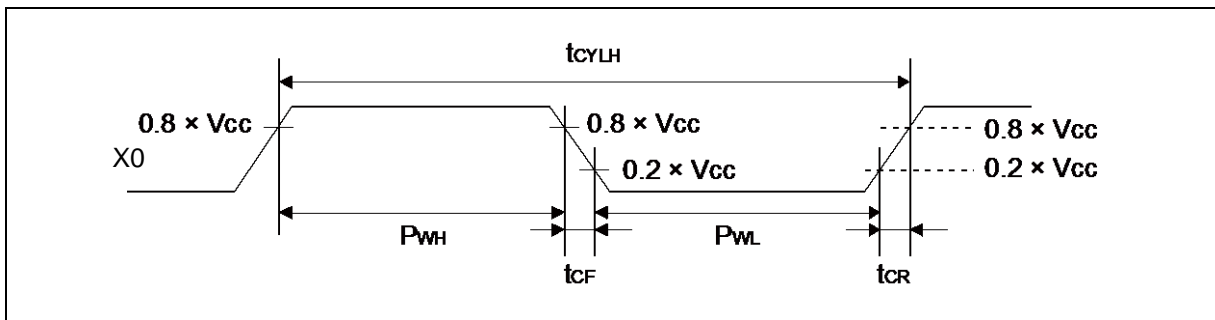 tCYLH
0.8 × VCC
0.8 × VCC
0.8 × VCC
X0
0.2 × VCC
0.2 × VCC
PWH
PWL
tCF
tCR